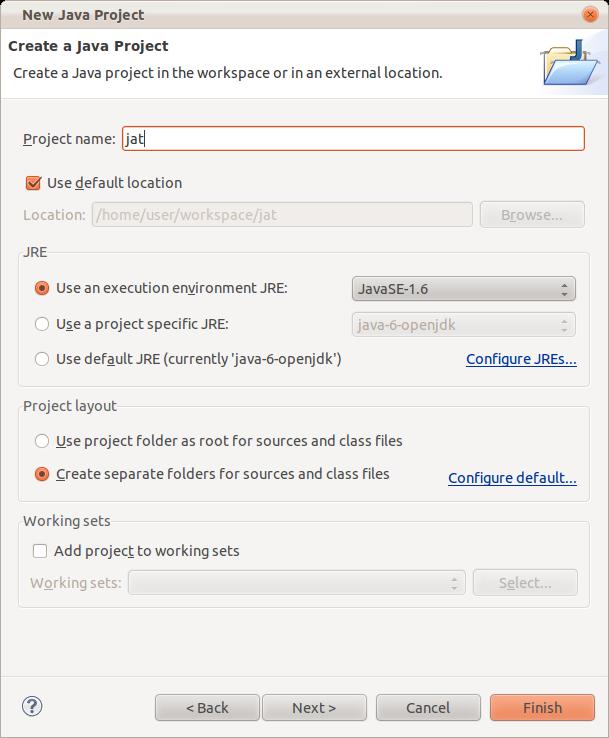 New Java Project
Create a Java Project
Create a Java project in the workspace or in an external location.
Project name: jat
Use default location
Location: /home/user/workspace/jat Browse...
JRE
Use an execution environment JRE: JavaSE-1.6
Use a project specific JRE: java-6-openjdk
Use default JRE (currently 'java-6-openjdk') Configure JREs...
Project layout
Use project folder as root for sources and class files
Create separate folders for sources and class files Configure default...
Working sets
Add project to working sets
Working sets: Select...
? < Back Next > Cancel Finish